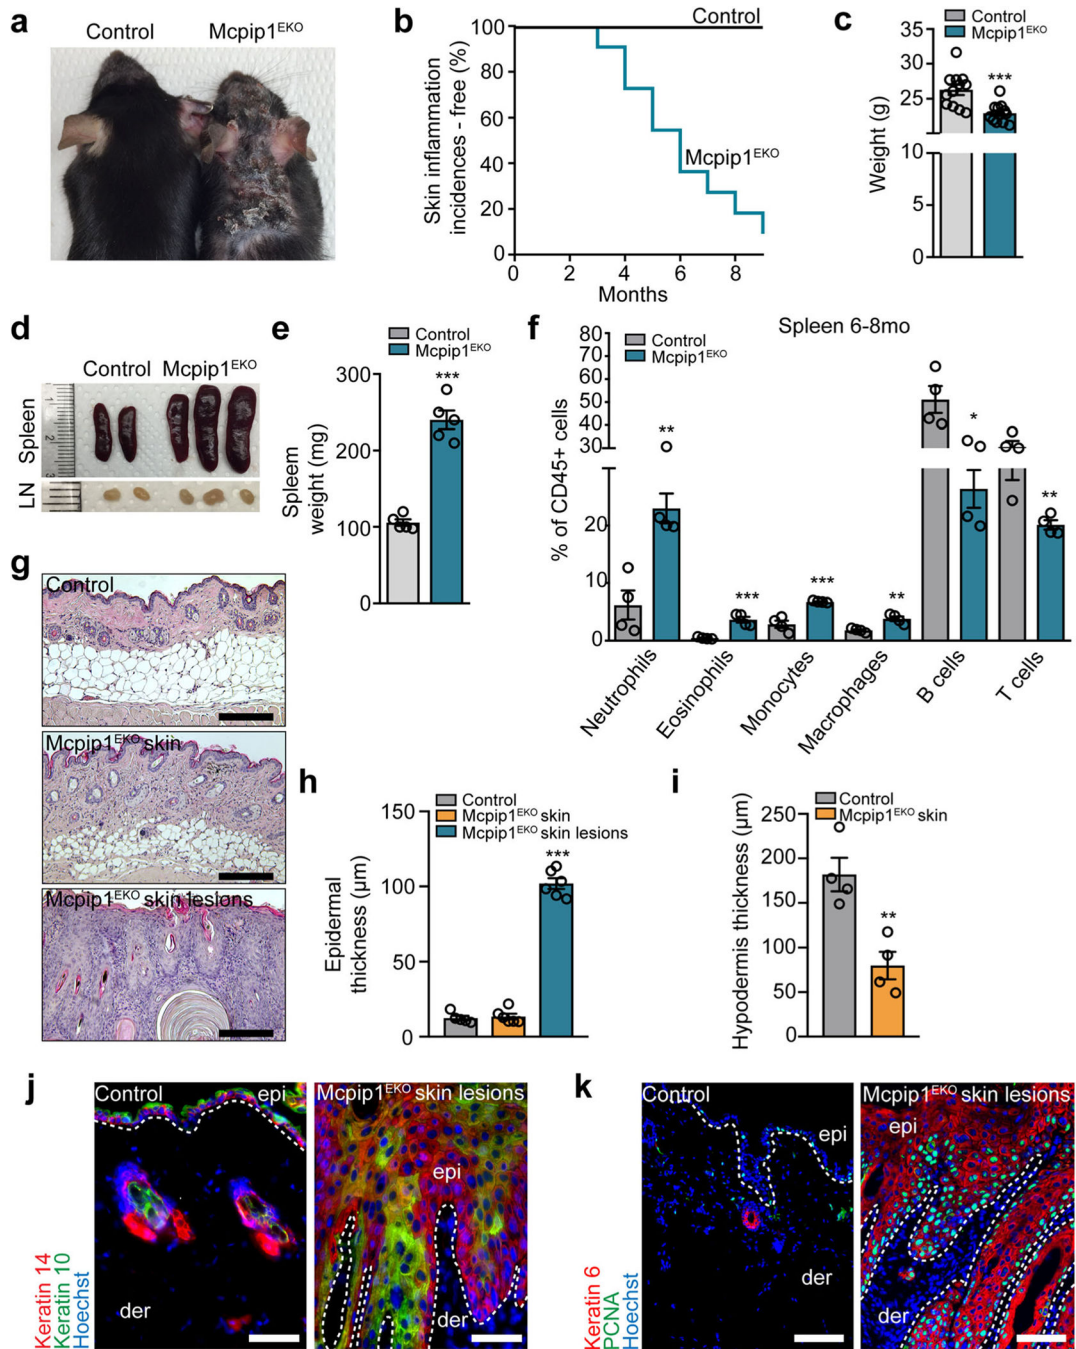 a
Control
Mcpip1EKO
b
Control
Skin inflammation
incidences - free (%)
100
80
60
40
20
0
Mcpip1EKO
0 2 4 6 8
Months
c
Control
Mcpip1EKO
Weight (g)
35
30
25
10
0
***
d
Control Mcpip1EKO
Spleen
LN
1
2
3
e
Control
Mcpip1EKO
Spleem
weight (mg)
300
200
100
0
***
f
Spleen 6-8mo
Control
Mcpip1EKO
% of CD45+ cells
80
70
60
50
40
30
20
10
0
**
***
***
**
*
**
Neutrophils
Eosinophils
Monocytes
Macrophages
B cells
T cells
g
Control
Mcpip1EKO skin
Mcpip1EKO skin lesions
h
Control
Mcpip1EKO skin
Mcpip1EKO skin lesions
Epidermal
thickness (µm)
150
100
50
0
***
i
Control
Mcpip1EKO skin
Hypodermis thickness (µm)
250
200
150
100
50
0
**
j
Keratin 14
Keratin 10
Hoechst
Control
epi
der
Mcpip1EKO skin lesions
epi
der
k
Keratin 6
PCNA
Hoechst
Control
epi
der
Mcpip1EKO skin lesions
epi
der